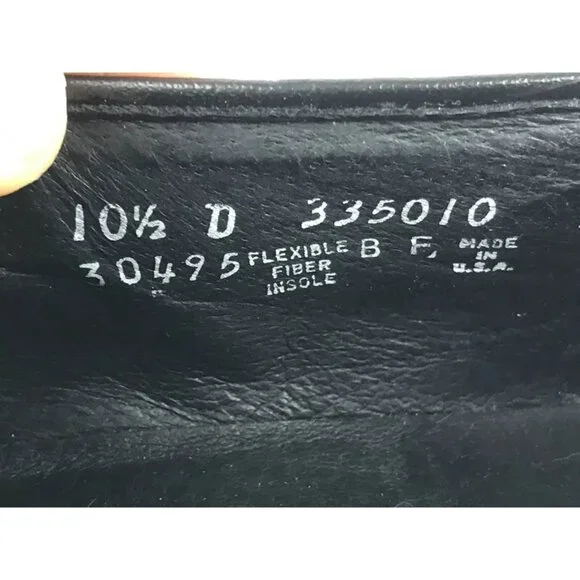 10½ D 335010
30495 FLEXIBLE FIBER INSOLE B E MADE IN U.S.A.